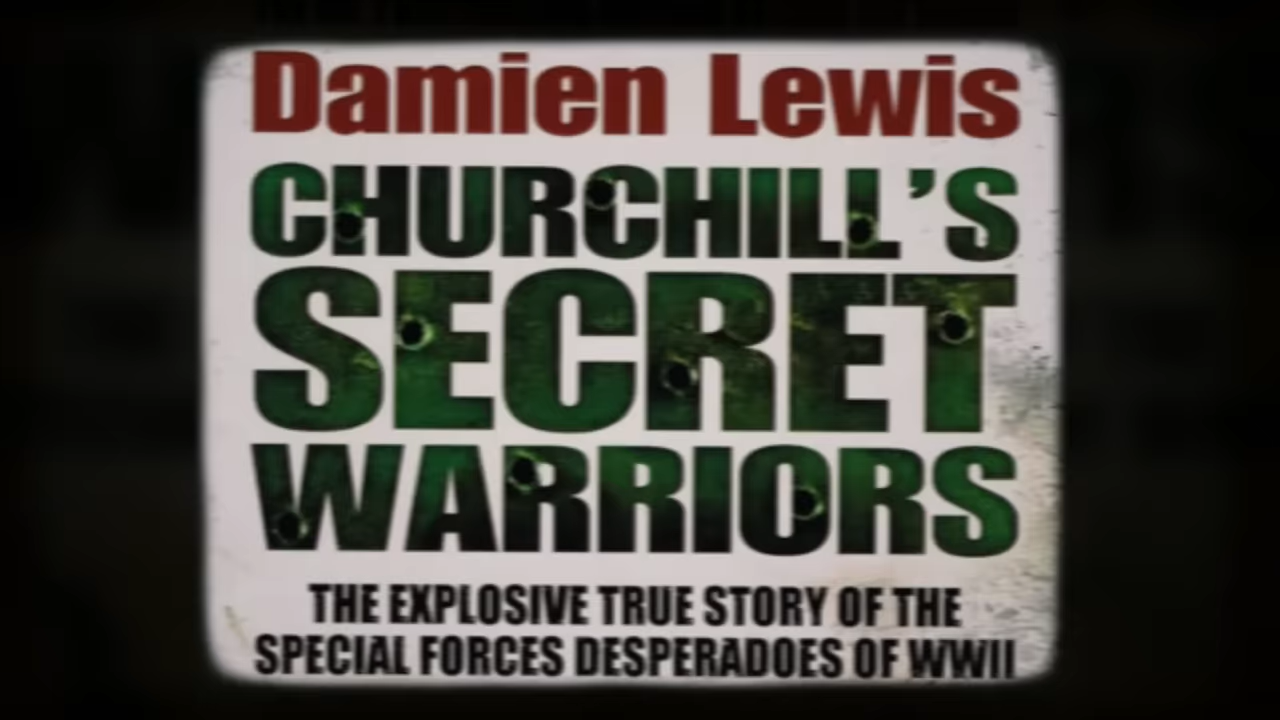 Damien Lewis
CHURCHILL'S
SECRET
WARRIORS
THE EXPLOSIVE TRUE STORY OF THE
SPECIAL FORCES DESPERADOES OF WWII